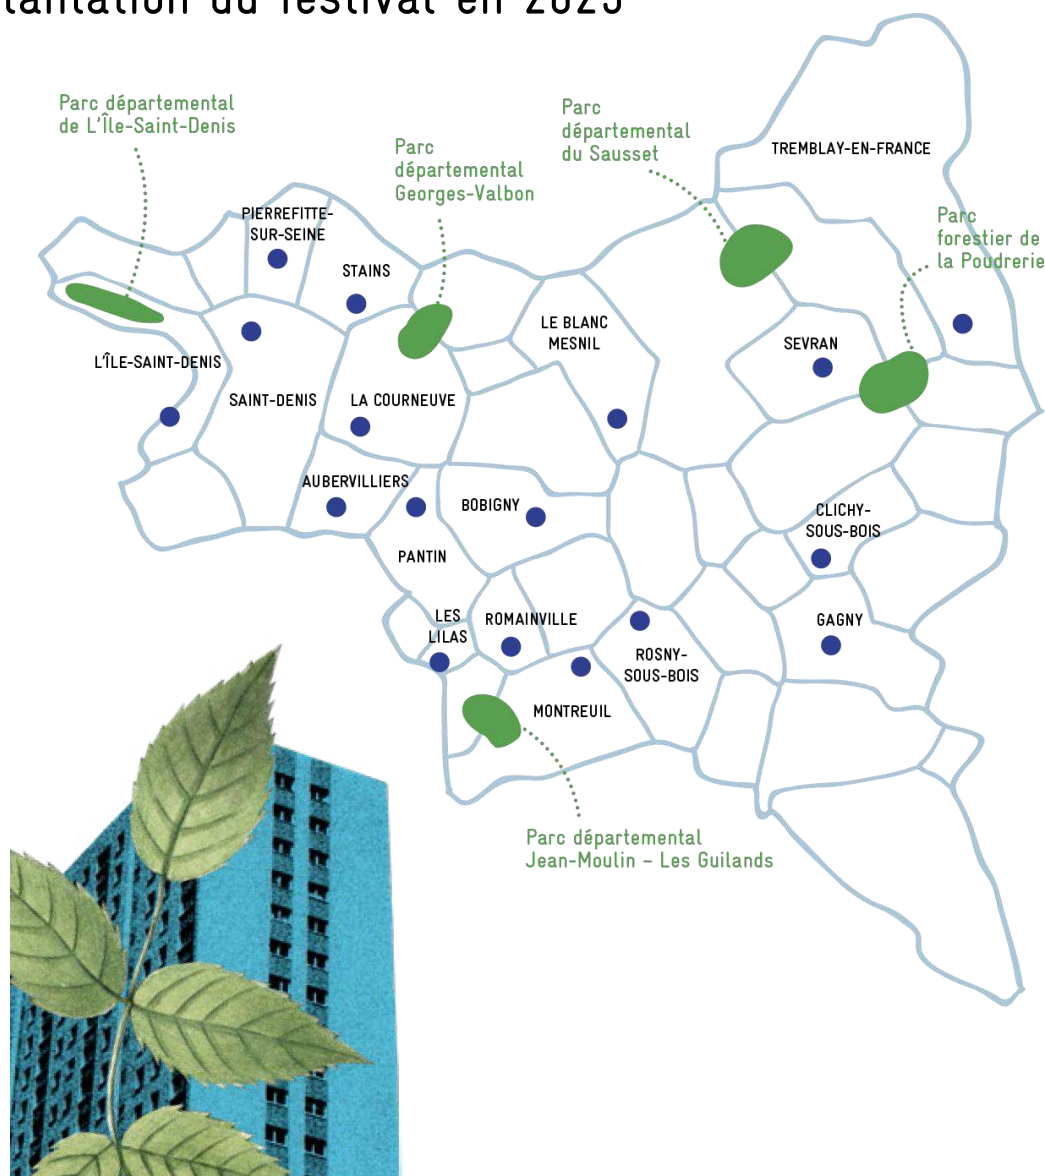 lantation du festival en 2025
Parc départemental
de L'Île-Saint-Denis
Parc
départemental
Georges-Valbon
Parc
départemental
du Sausset
TREMBLAY-EN-FRANCE
Parc
forestier de
la Poudrerie
PIERREFITTE-
SUR-SEINE
STAINS
LE BLANC
MESNIL
SEVRAN
L'ÎLE-SAINT-DENIS
SAINT-DENIS
LA COURNEUVE
AUBERVILLIERS
BOBIGNY
CLICHY-
SOUS-BOIS
PANTIN
LES
LILAS
ROMAINVILLE
GAGNY
ROSNY-
SOUS-BOIS
MONTREUIL
Parc départemental
Jean-Moulin – Les Guilands